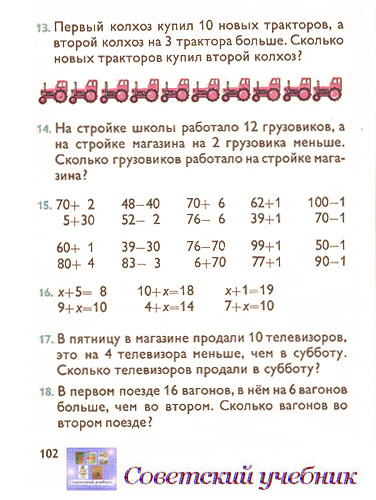 13. Первый колхоз купил 10 новых тракторов, а
второй колхоз на 3 трактора больше. Сколько
новых тракторов купил второй колхоз?
14. На стройке школы работало 12 грузовиков, а
на стройке магазина на 2 грузовика меньше.
Сколько грузовиков работало на стройке мага-
зина?
15. 70+ 2 48−40 70+ 6 62+1 100−1
5+30 52− 2 76− 6 39+1 70−1
60+ 1 39−30 76−70 99+1 50−1
80+ 4 83− 3 6+70 77+1 90−1
16. x+5= 8 10+x=18 x+1=19
9+x=10 4+x=14 7+x=10
17. В пятницу в магазине продали 10 телевизоров,
это на 4 телевизора меньше, чем в субботу.
Сколько телевизоров продали в субботу?
18. В первом поезде 16 вагонов, в нём на 6 вагонов
больше, чем во втором. Сколько вагонов во
втором поезде?
102
Советский учебник